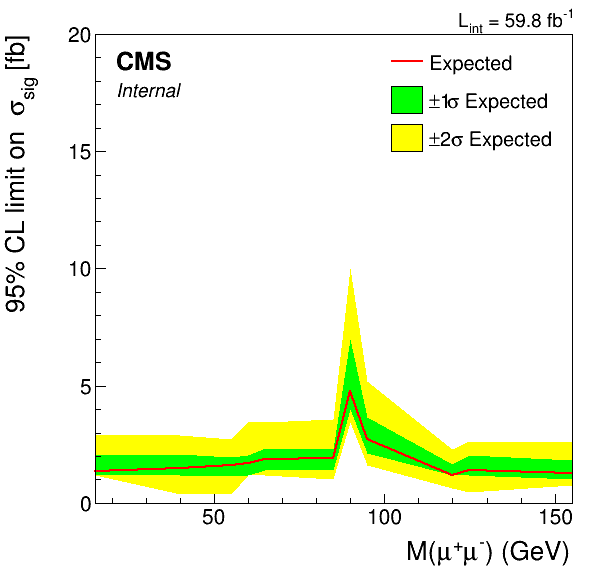 L_int = 59.8 fb⁻¹
CMS
Internal
Expected
±1σ Expected
±2σ Expected
95% CL limit on σ_sig [fb]
20
15
10
5
0
50 100 150
M(μ⁺μ⁻) (GeV)